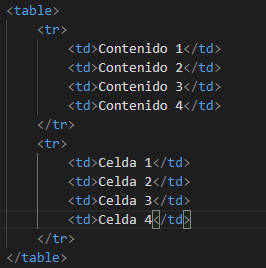 <table>
<tr>
<td>Contenido 1</td>
<td>Contenido 2</td>
<td>Contenido 3</td>
<td>Contenido 4</td>
</tr>
<tr>
<td>Celda 1</td>
<td>Celda 2</td>
<td>Celda 3</td>
<td>Celda 4</td>
</tr>
</table>